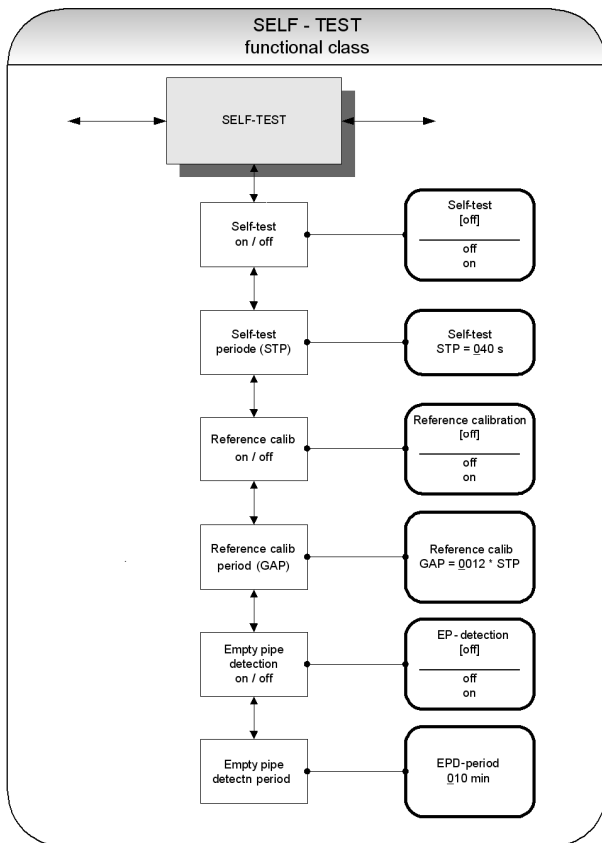 SELF - TEST
functional class
SELF-TEST
Self-test
on / off
Self-test
[off]
off
on
Self-test
periode (STP)
Self-test
STP = 040 s
Reference calib
on / off
Reference calibration
[off]
off
on
Reference calib
period (GAP)
Reference calib
GAP = 0012 * STP
Empty pipe
detection
on / off
EP-detection
[off]
off
on
Empty pipe
detectn period
EPD-period
010 min